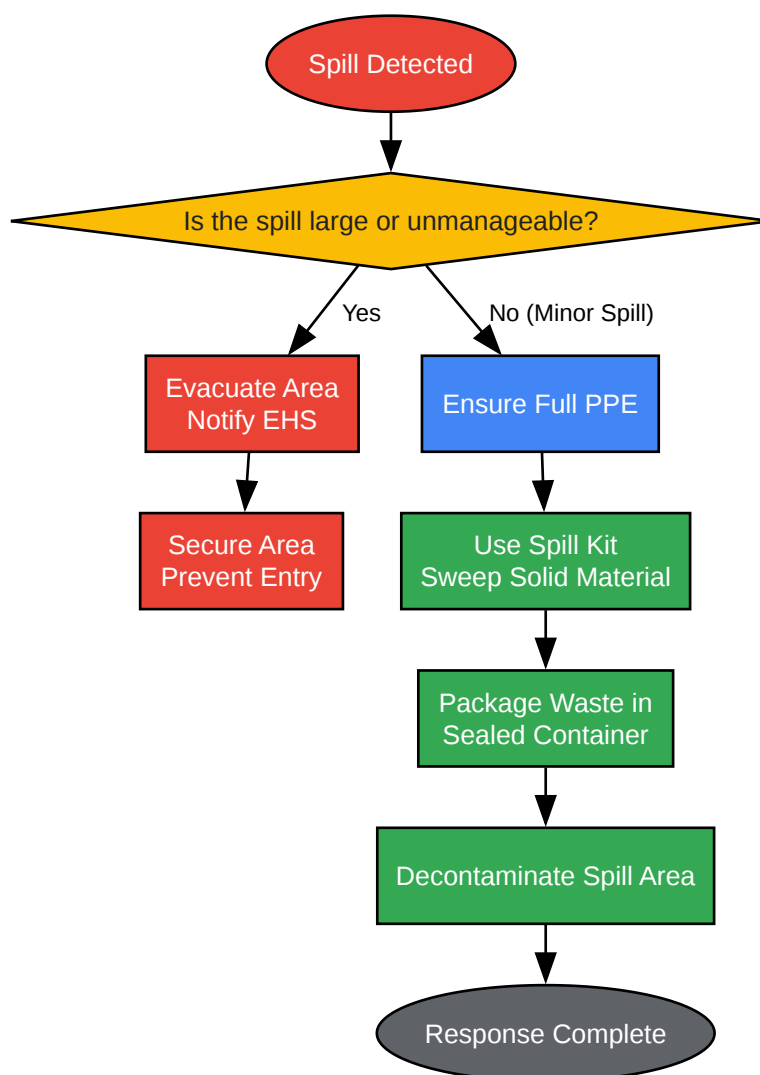 Spill Detected
Is the spill large or unmanageable?
Yes
No (Minor Spill)
Evacuate Area
Notify EHS
Ensure Full PPE
Secure Area
Prevent Entry
Use Spill Kit
Sweep Solid Material
Package Waste in
Sealed Container
Decontaminate Spill Area
Response Complete